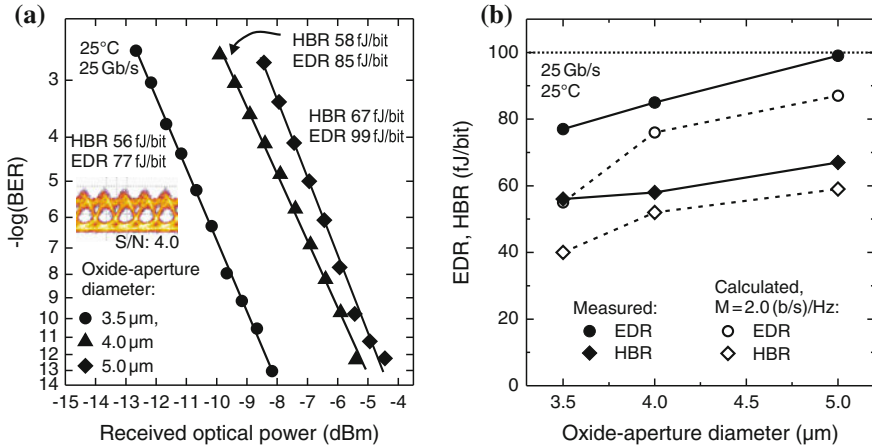 (a)
25°C
25 Gb/s
HBR 58 fJ/bit
EDR 85 fJ/bit
HBR 67 fJ/bit
EDR 99 fJ/bit
HBR 56 fJ/bit
EDR 77 fJ/bit
S/N: 4.0
Oxide-aperture
diameter:
3.5 µm,
4.0 µm
5.0 µm
-log(BER)
3
4
5
6
7
8
9
10
11
12
13
14
-15 -14 -13 -12 -11 -10 -9 -8 -7 -6 -5 -4
Received optical power (dBm)
(b)
25 Gb/s
25°C
EDR, HBR (fJ/bit)
100
80
60
40
20
0
Measured:
EDR
HBR
Calculated,
M=2.0 (b/s)/Hz:
EDR
HBR
3.5 4.0 4.5 5.0
Oxide-aperture diameter (µm)